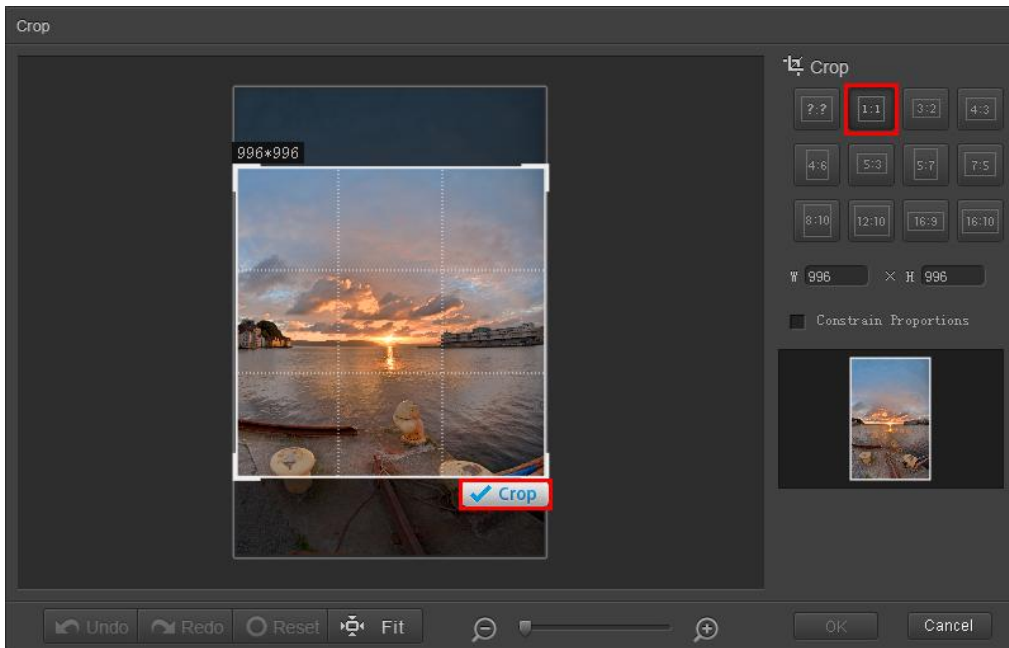 Crop
Crop
?:?
1:1
3:2
4:3
996*996
4:6
5:3
5:7
7:5
8:10
12:10
16:9
16:10
W 996 × H 996
Constrain Proportions
Crop
Undo
Redo
Reset
Fit
OK
Cancel